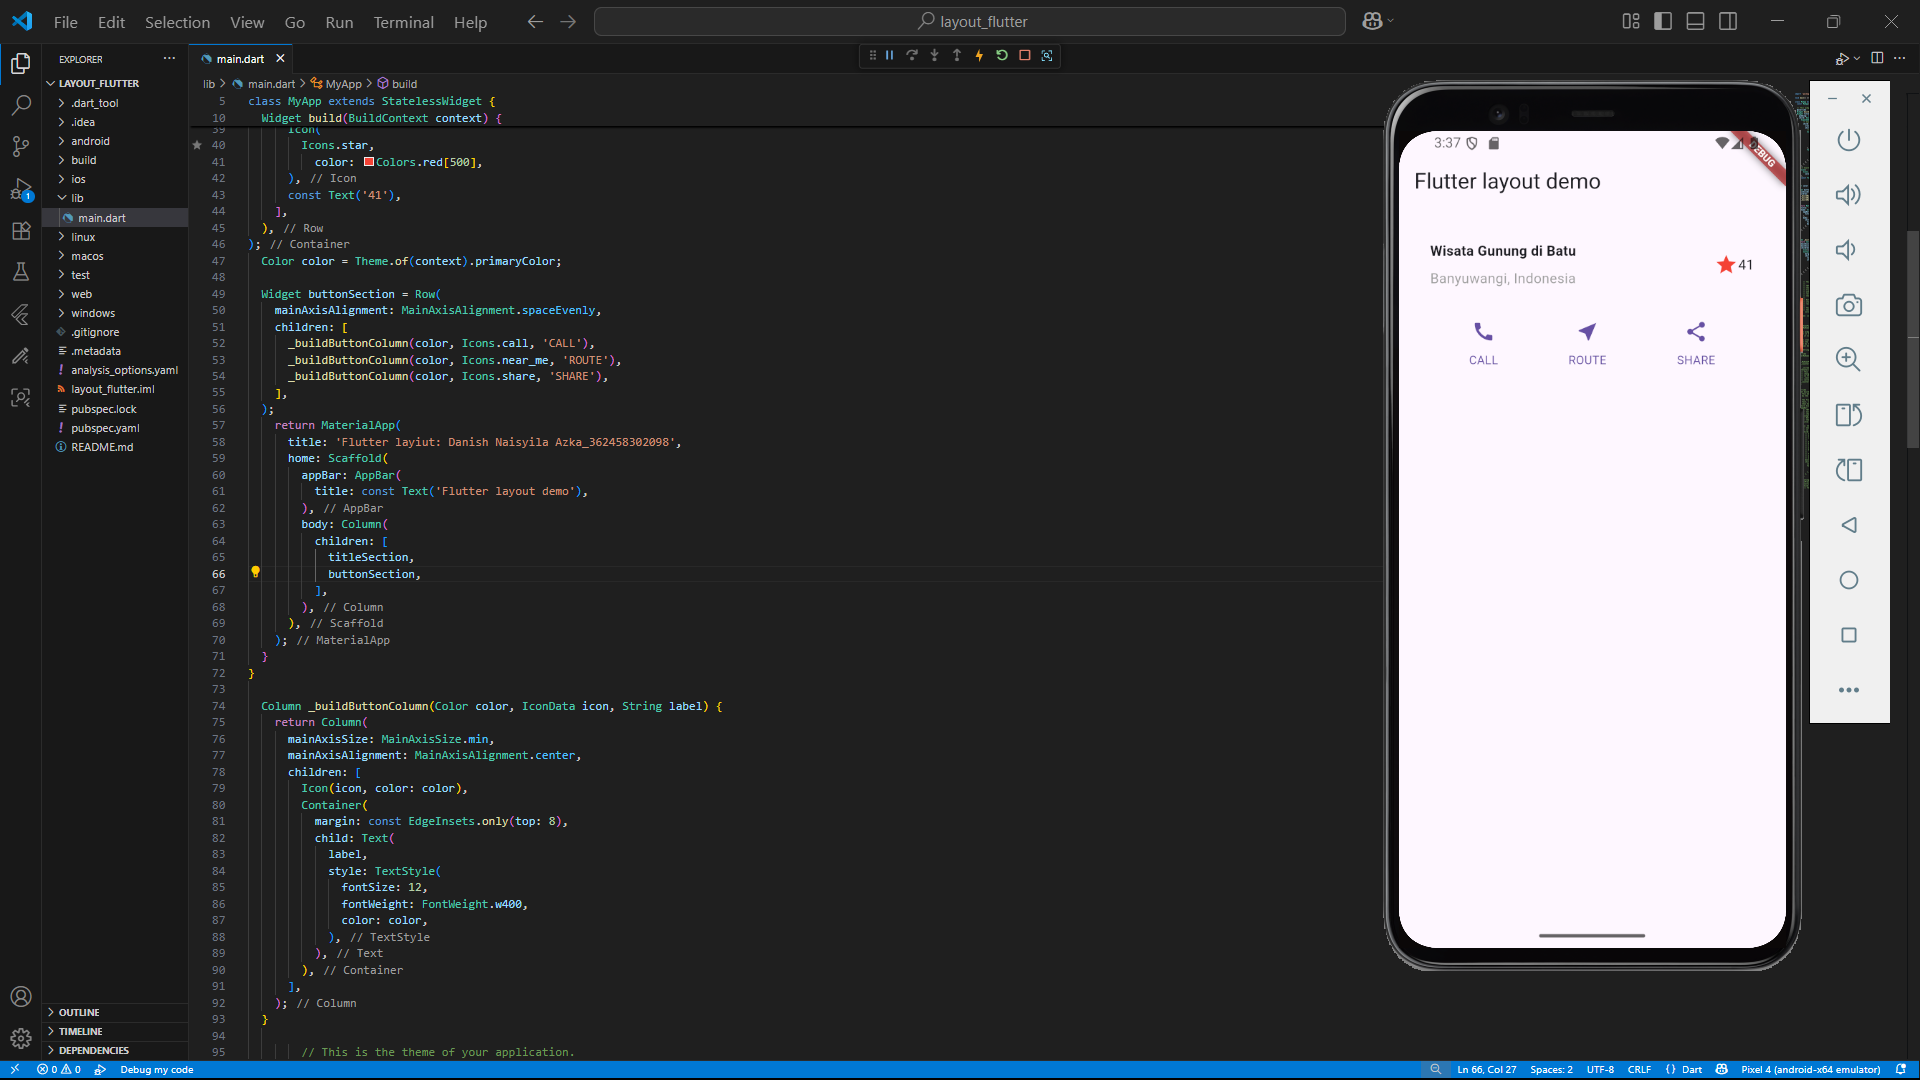 File Edit Selection View Go Run Terminal Help
layout_flutter
EXPLORER
LAYOUT_FLUTTER
.dart_tool
.idea
android
build
ios
lib
main.dart
linux
macos
test
web
windows
.gitignore
.metadata
analysis_options.yaml
layout_flutter.iml
pubspec.lock
pubspec.yaml
README.md
OUTLINE
TIMELINE
DEPENDENCIES
1
main.dart
lib > main.dart > MyApp > build
5 class MyApp extends StatelessWidget {
10 Widget build(BuildContext context) {
39 Icon(
40 Icons.star,
41 color: Colors.red[500],
42 ), // Icon
43 const Text('41'),
44 ],
45 ), // Row
46 ); // Container
47 Color color = Theme.of(context).primaryColor;
48
49 Widget buttonSection = Row(
50 mainAxisAlignment: MainAxisAlignment.spaceEvenly,
51 children: [
52 _buildButtonColumn(color, Icons.call, 'CALL'),
53 _buildButtonColumn(color, Icons.near_me, 'ROUTE'),
54 _buildButtonColumn(color, Icons.share, 'SHARE'),
55 ],
56 );
57 return MaterialApp(
58 title: 'Flutter layiut: Danish Naisyila Azka_362458302098',
59 home: Scaffold(
60 appBar: AppBar(
61 title: const Text('Flutter layout demo'),
62 ), // AppBar
63 body: Column(
64 children: [
65 titleSection,
66 buttonSection,
67 ],
68 ), // Column
69 ), // Scaffold
70 ); // MaterialApp
71 }
72 }
73
74 Column _buildButtonColumn(Color color, IconData icon, String label) {
75 return Column(
76 mainAxisSize: MainAxisSize.min,
77 mainAxisAlignment: MainAxisAlignment.center,
78 children: [
79 Icon(icon, color: color),
80 Container(
81 margin: const EdgeInsets.only(top: 8),
82 child: Text(
83 label,
84 style: TextStyle(
85 fontSize: 12,
86 fontWeight: FontWeight.w400,
87 color: color,
88 ), // TextStyle
89 ), // Text
90 ), // Container
91 ],
92 ); // Column
93 }
94
95 // This is the theme of your application.
3:37
Flutter layout demo
Wisata Gunung di Batu
Banyuwangi, Indonesia
41
CALL
ROUTE
SHARE
0 0 Debug my code
Ln 66, Col 27 Spaces: 2 UTF-8 CRLF {} Dart Pixel 4 (android-x64 emulator)